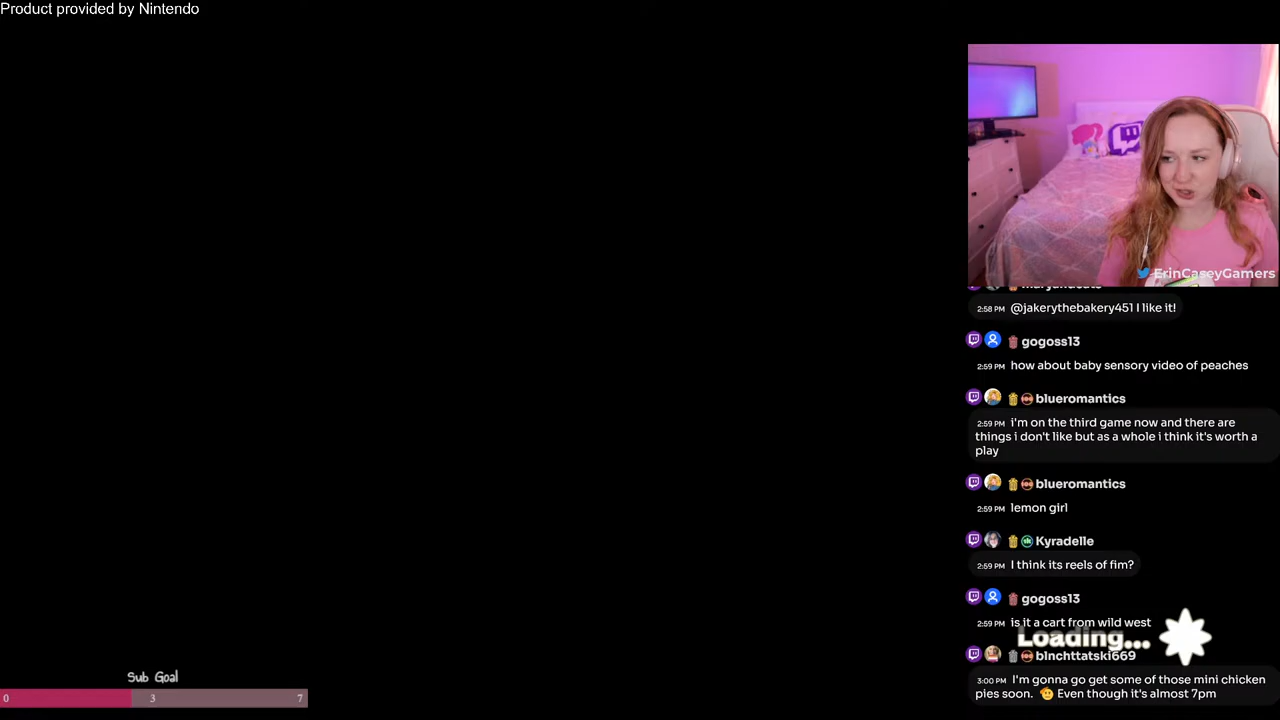 Product provided by Nintendo
ErinCaseyGamers
2:58 PM @jakerythebakery451 I like it!
gogoss13
2:59 PM how about baby sensory video of peaches
blueromantics
2:59 PM i'm on the third game now and there are
things i don't like but as a whole i think it's worth a
play
blueromantics
2:59 PM lemon girl
Kyradelle
2:59 PM I think its reels of fim?
gogoss13
2:59 PM is it a cart from wild west
Loading...
blnchttatski669
3:00 PM I'm gonna go get some of those mini chicken
pies soon. Even though it's almost 7pm
Sub Goal
0 3 7